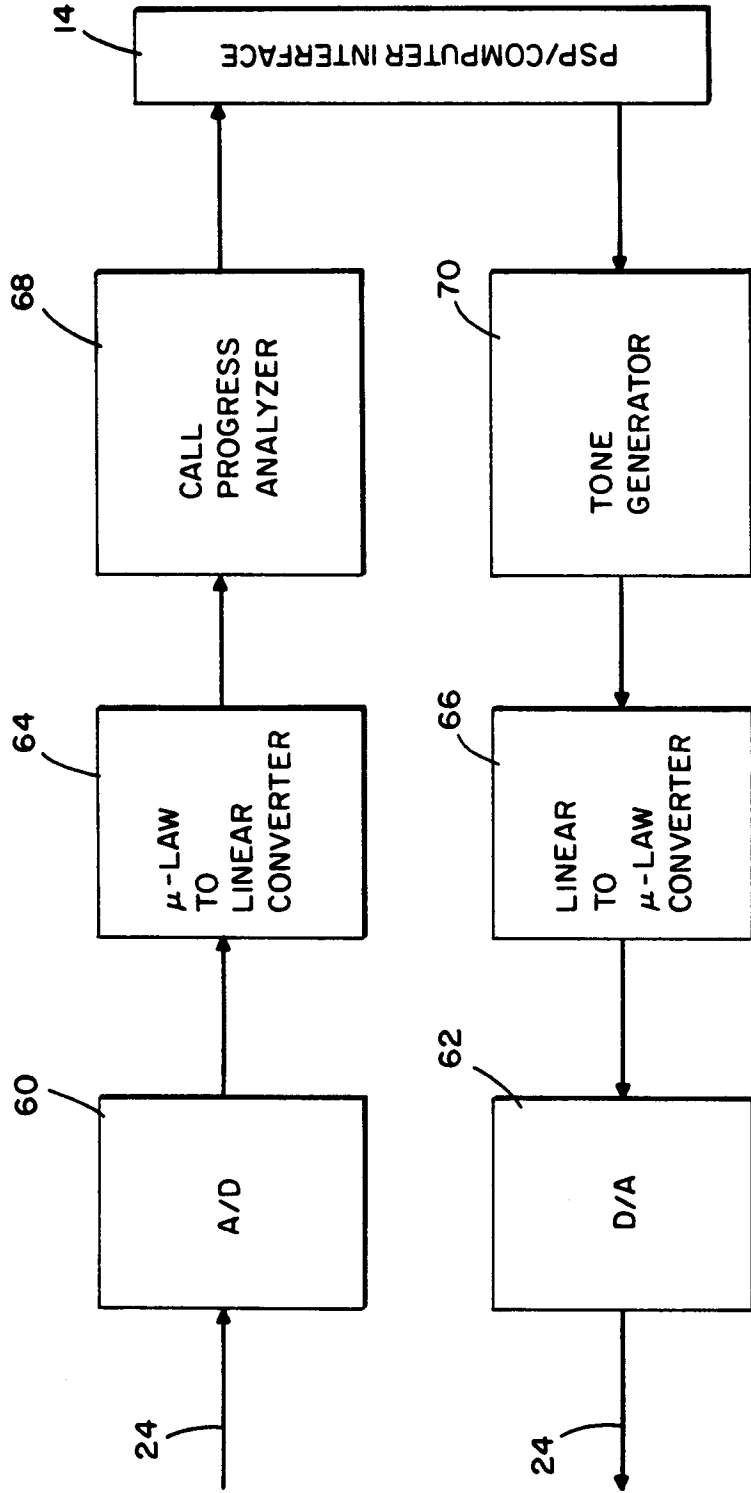 24
60
A/D
64
μ-LAW
TO
LINEAR
CONVERTER
68
CALL
PROGRESS
ANALYZER
14
PSP/COMPUTER INTERFACE
24
62
D/A
66
LINEAR
TO
μ-LAW
CONVERTER
70
TONE
GENERATOR